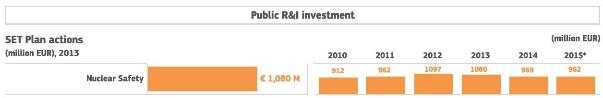 Public R&I investment
SET Plan actions
(million EUR), 2013
(million EUR)
2010 2011 2012 2013 2014 2015*
Nuclear Safety € 1,080 M 912 962 1097 1080 969 962